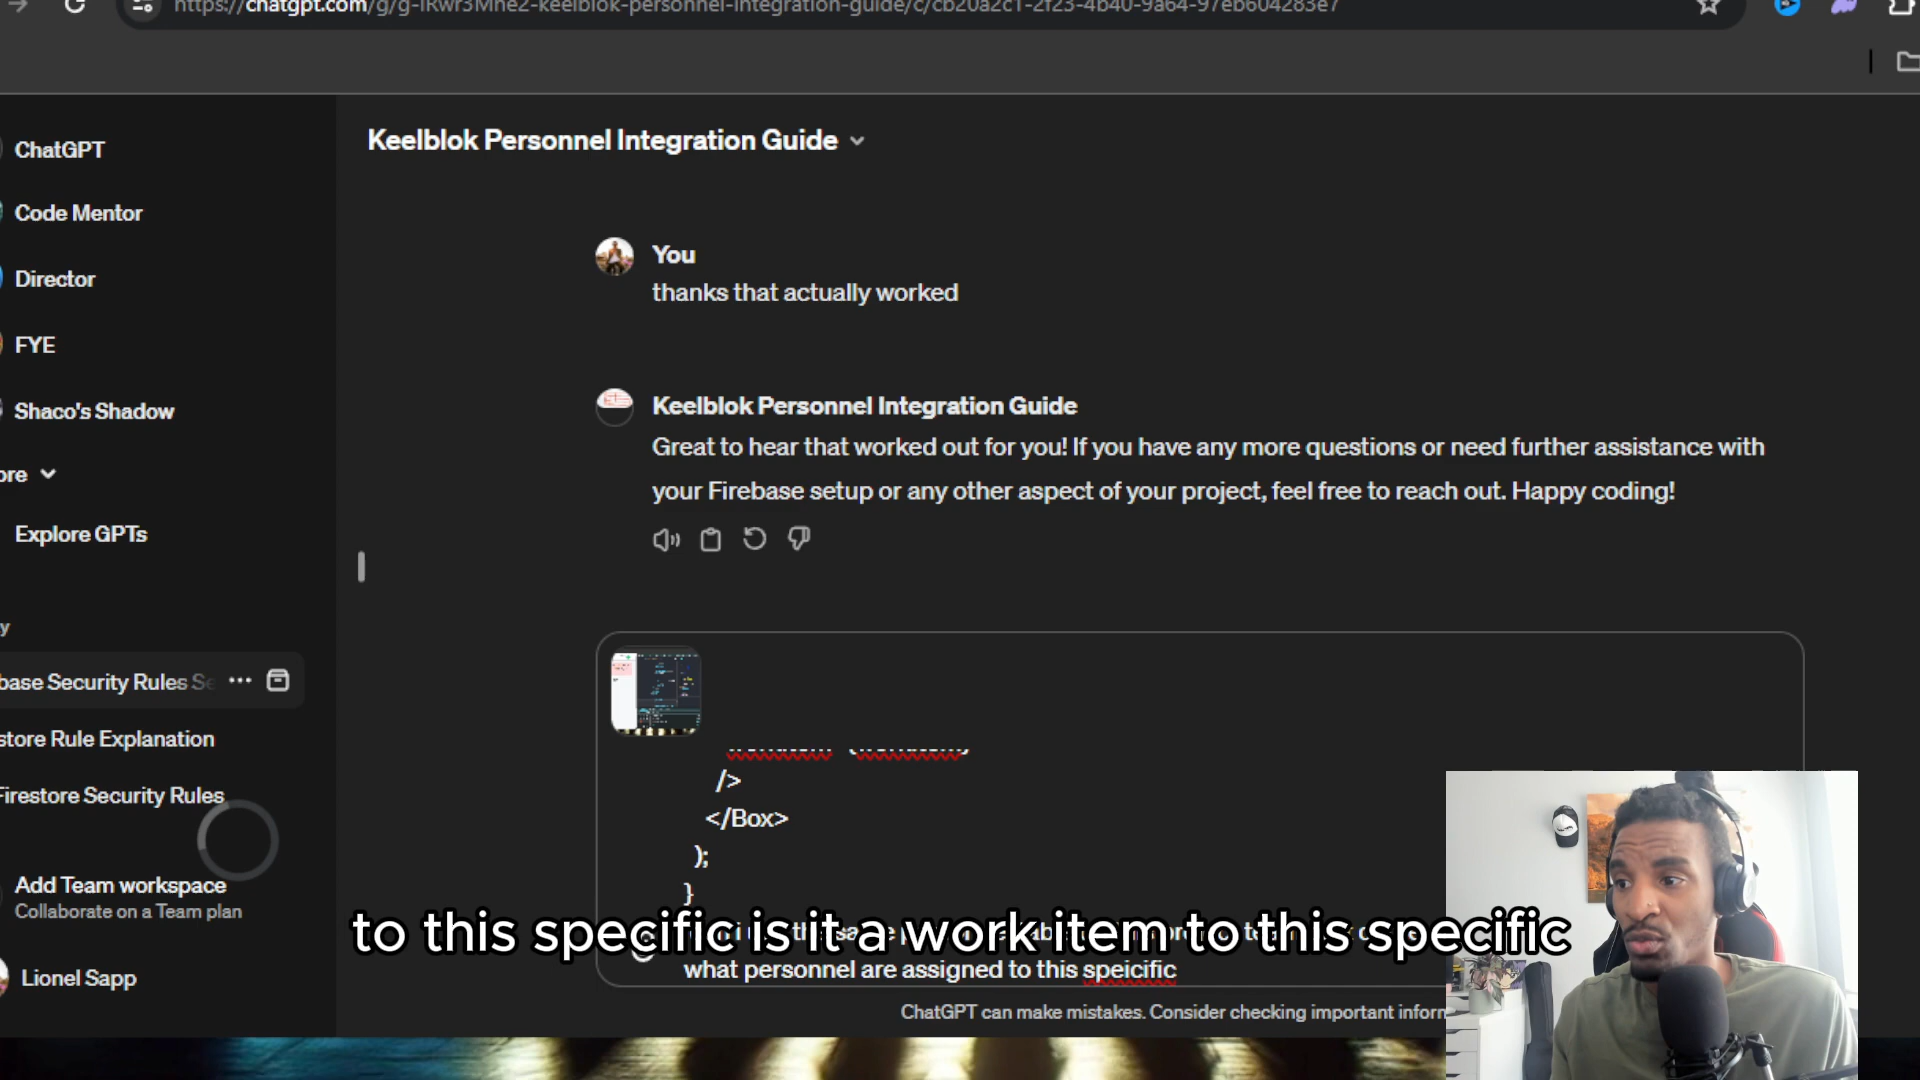 https://chatgpt.com/g/g-iRwr3Mne2-keelblok-personnel-integration-guide/c/cb20a2c1-2f23-4b40-9a64-97eb604283e7
ChatGPT
Code Mentor
Director
FYE
Shaco's Shadow
ore
Explore GPTs
y
base Security Rules Se
store Rule Explanation
Firestore Security Rules
Add Team workspace
Collaborate on a Team plan
Lionel Sapp
Keelblok Personnel Integration Guide
You
thanks that actually worked
Keelblok Personnel Integration Guide
Great to hear that worked out for you! If you have any more questions or need further assistance with
your Firebase setup or any other aspect of your project, feel free to reach out. Happy coding!
/>
</Box>
);
}
what personnel are assigned to this speicific
to this specific is it a work item to this specific
ChatGPT can make mistakes. Consider checking important inforn